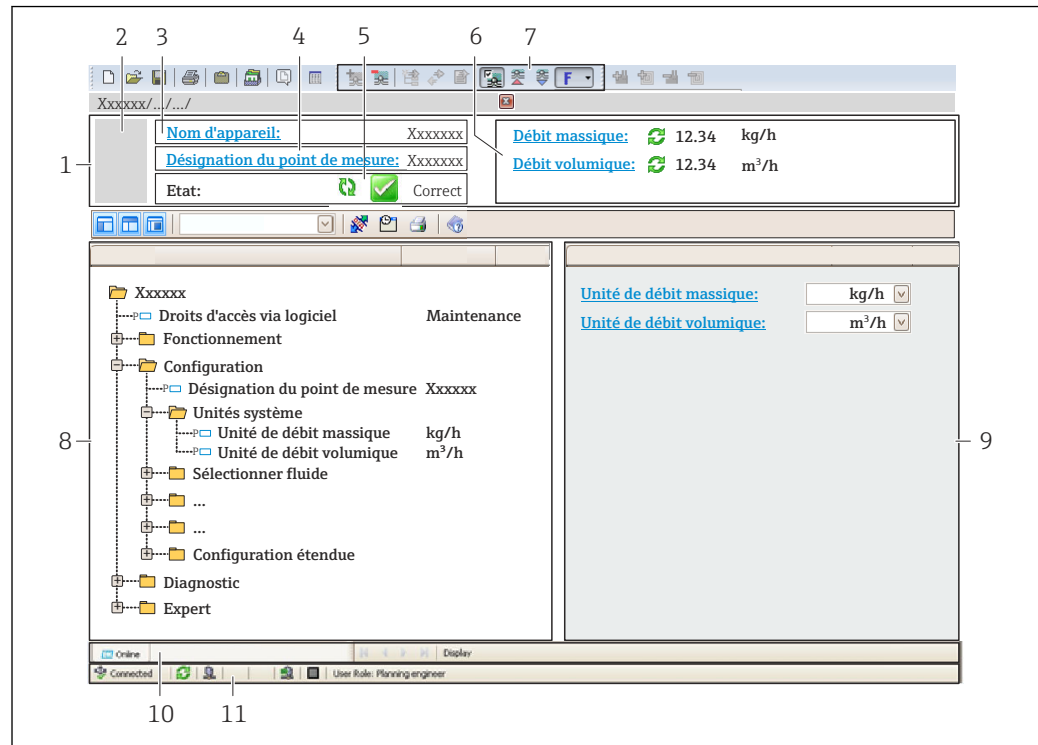 2 3 4 5 6 7
F
Xxxxxx/.../.../
1
Nom d'appareil: Xxxxxxx
Désignation du point de mesure: Xxxxxxx
Etat: Correct
Débit massique: 12.34 kg/h
Débit volumique: 12.34 m³/h
Xxxxxx
P Droits d'accès via logiciel Maintenance
Fonctionnement
Configuration
P Désignation du point de mesure Xxxxxx
Unités système
P Unité de débit massique kg/h
P Unité de débit volumique m³/h
Sélectionner fluide
...
...
Configuration étendue
Diagnostic
Expert
8
Unité de débit massique: kg/h
Unité de débit volumique: m³/h
9
Online Display
Connected User Role: Planning engineer
10 11